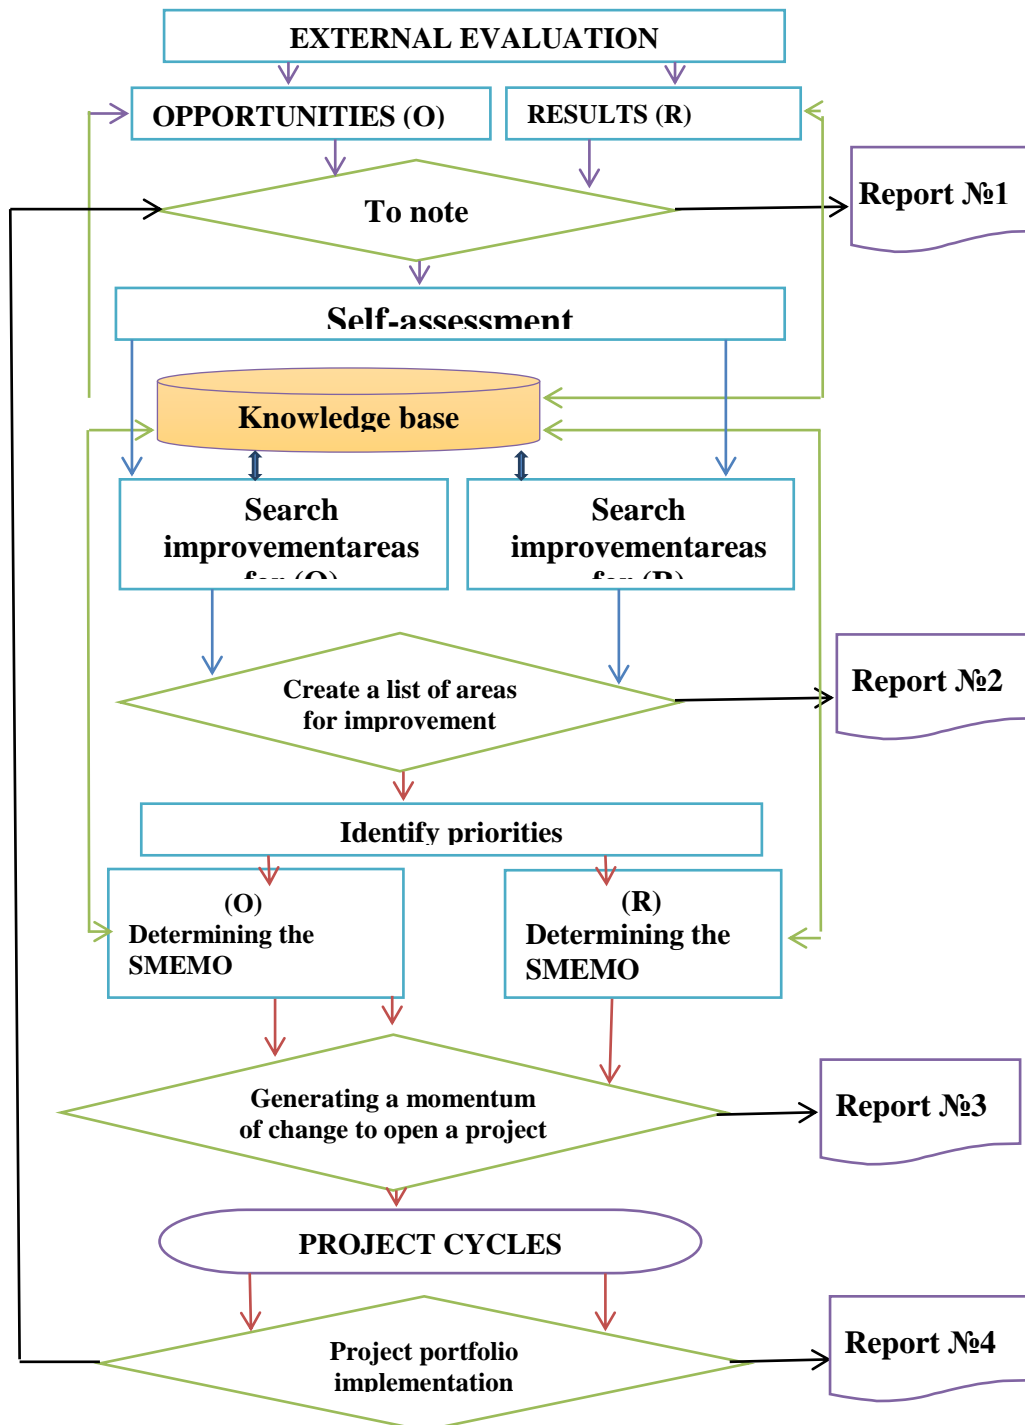 EXTERNAL EVALUATION
OPPORTUNITIES (O)
RESULTS (R)
To note
Report №1
Self-assessment
Knowledge base
Search
improvementareas
for (O)
Search
improvementareas
for (R)
Create a list of areas
for improvement
Report №2
Identify priorities
(O)
Determining the
SMEMO
(R)
Determining the
SMEMO
Generating a momentum
of change to open a project
Report №3
PROJECT CYCLES
Project portfolio
implementation
Report №4